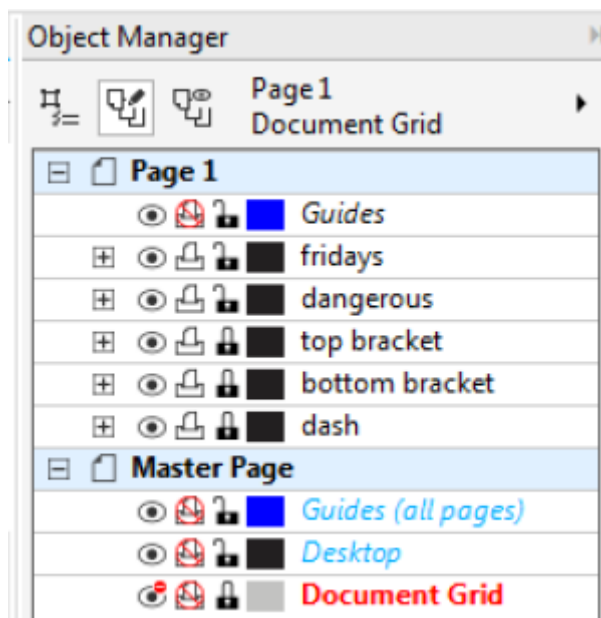 Object Manager
Page 1
Document Grid
Page 1
Guides
fridays
dangerous
top bracket
bottom bracket
dash
Master Page
Guides (all pages)
Desktop
Document Grid